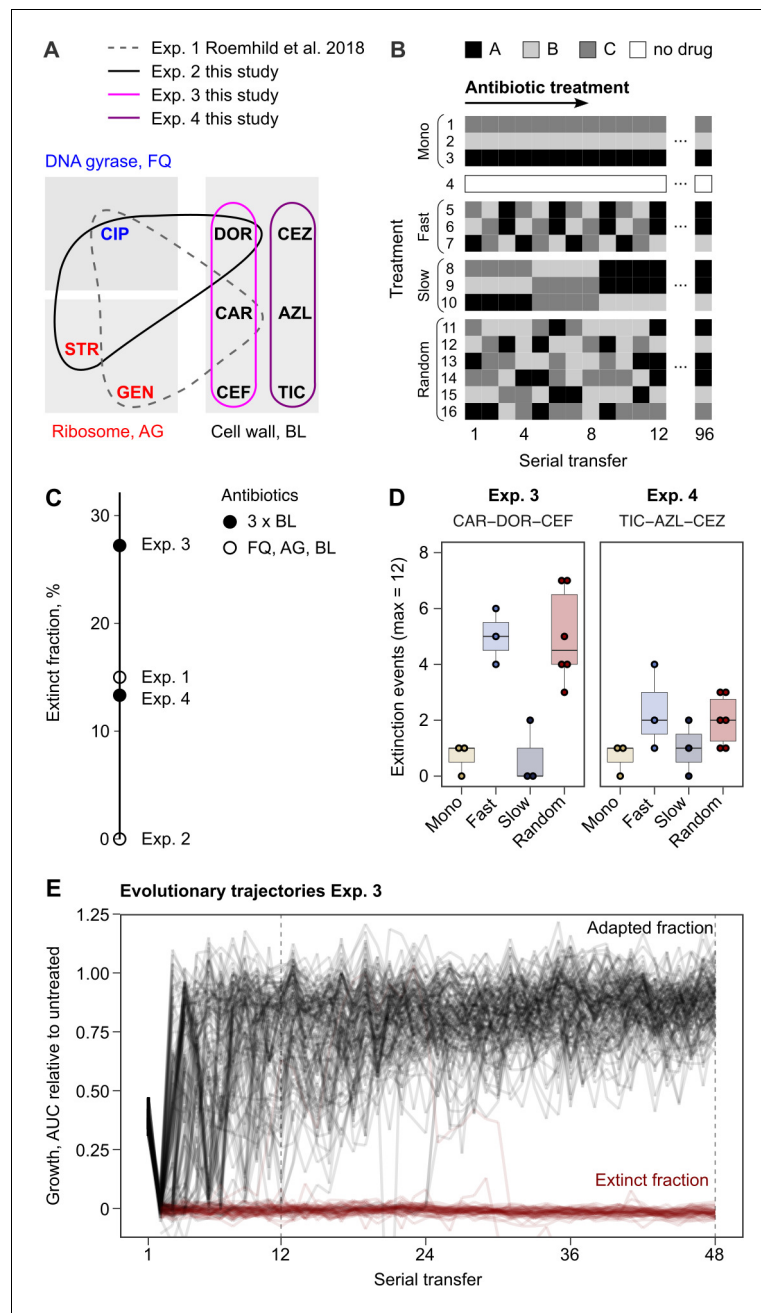 A
Exp. 1 Roemhild et al. 2018
Exp. 2 this study
Exp. 3 this study
Exp. 4 this study
DNA gyrase, FQ
CIP
DOR
CEZ
CAR
AZL
STR
GEN
CEF
TIC
Ribosome, AG
Cell wall, BL
B
A
B
C
no drug
Antibiotic treatment
Treatment
Mono
1
2
3
4
Fast
5
6
7
Slow
8
9
10
Random
11
12
13
14
15
16
...
...
...
...
...
1 4 8 12 96
Serial transfer
C
Antibiotics
3 x BL
FQ, AG, BL
Extinct fraction, %
30
20
10
0
Exp. 3
Exp. 1
Exp. 4
Exp. 2
D
Exp. 3
CAR–DOR–CEF
Exp. 4
TIC–AZL–CEZ
Extinction events (max = 12)
8
6
4
2
0
Mono
Fast
Slow
Random
Mono
Fast
Slow
Random
E
Evolutionary trajectories Exp. 3
Growth, AUC relative to untreated
1.25
1.00
0.75
0.50
0.25
0
Adapted fraction
Extinct fraction
1 12 24 36 48
Serial transfer